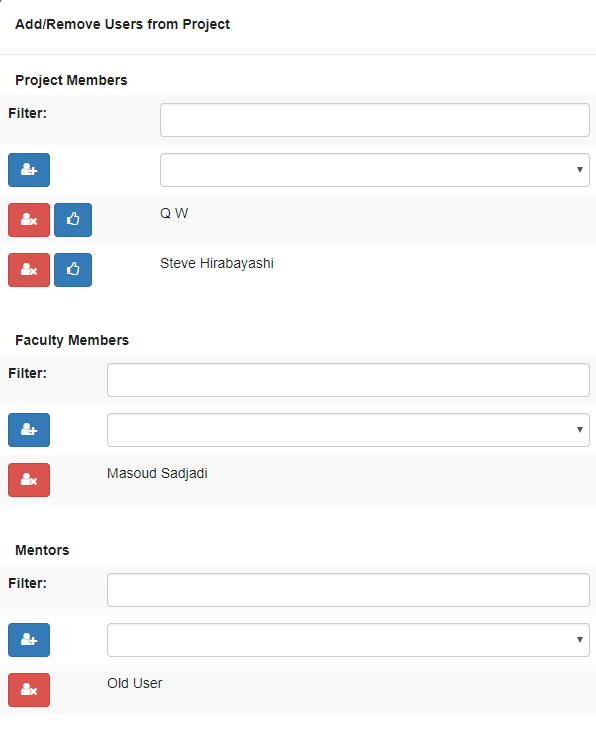 Add/Remove Users from Project
Project Members
Filter:
Q W
Steve Hirabayashi
Faculty Members
Filter:
Masoud Sadjadi
Mentors
Filter:
Old User